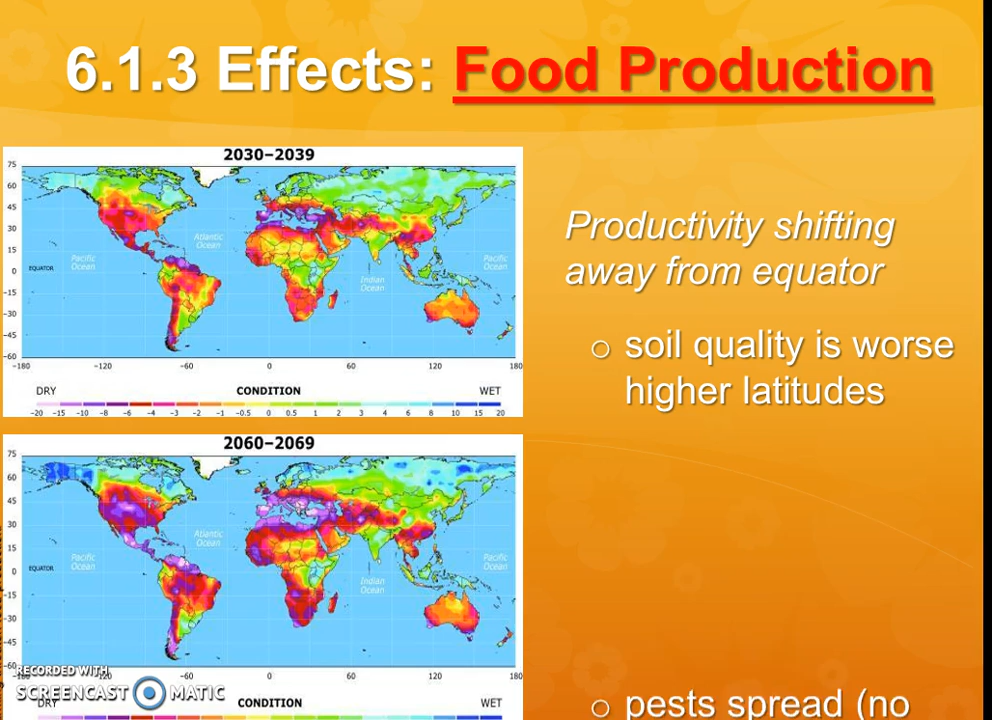 6.1.3 Effects: Food Production
2030–2039
75
60
45
30
15
0
−15
−30
−45
−60
Atlantic
Ocean
Pacific
Ocean
EQUATOR
Indian
Ocean
Pacific
Ocean
−180 −120 −60 0 60 120 180
DRY CONDITION WET
−20 −15 −10 −8 −6 −4 −3 −2 −1 −0.5 0 0.5 1 2 3 4 6 8 10 15 20
Productivity shifting
away from equator
o soil quality is worse
higher latitudes
2060–2069
75
60
45
30
15
0
−15
−30
−45
−60
Atlantic
Ocean
Pacific
Ocean
EQUATOR
Indian
Ocean
Pacific
Ocean
−180 −120 −60 0 60 120 180
RECORDED WITH
SCREENCAST MATIC
DRY CONDITION WET
o pests spread (no